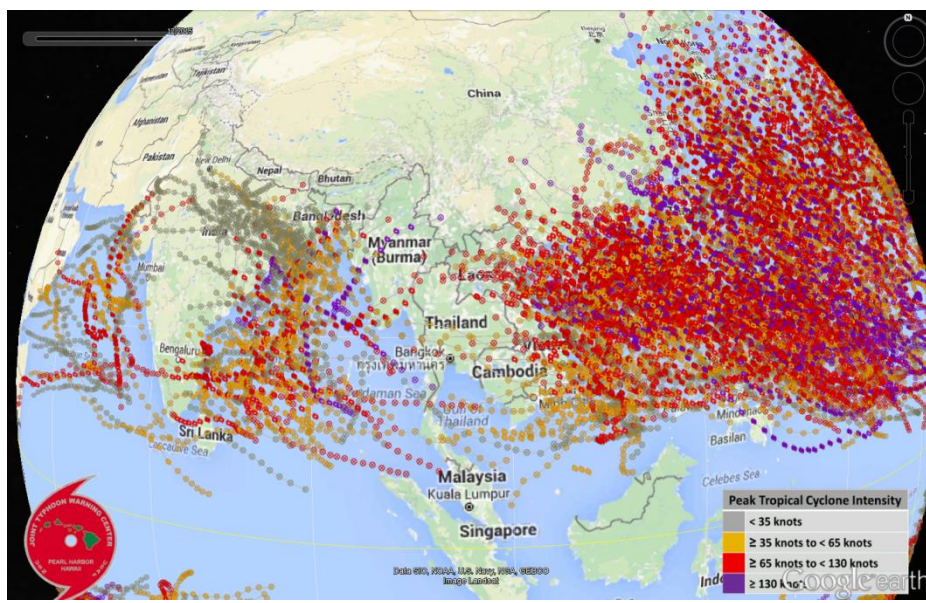 12/2025
China
Tajikistan
Afghanistan
Pakistan
New Delhi
Nepal
Bhutan
Bangladesh
India
Myanmar
(Burma)
Mumbai
Laos
Thailand
Bengaluru
Bangkok
กรุงเทพมหานคร
Cambodia
Gulf of
Thailand
Sri Lanka
Laccadive Sea
Basilan
Celebes Sea
Malaysia
Kuala Lumpur
Singapore
JOINT TYPHOON WARNING CENTER
PEARL HARBOR
HAWAII
Data SIO, NOAA, U.S. Navy, NGA, GEBCO
Image Landsat
Peak Tropical Cyclone Intensity
< 35 knots
≥ 35 knots to < 65 knots
≥ 65 knots to < 130 knots
≥ 130 knots
Google earth
N